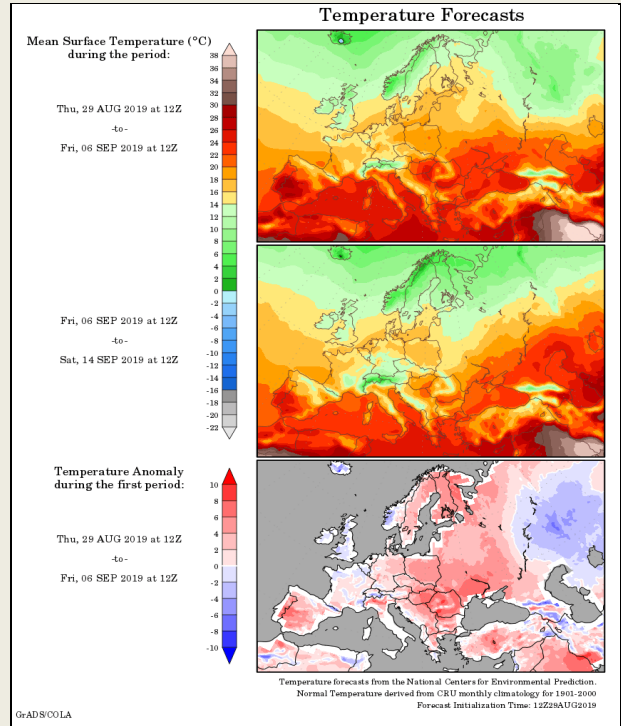 Temperature Forecasts
Mean Surface Temperature (°C)
during the period:
38
36
34
32
30
28
26
24
22
20
18
16
14
12
10
8
6
4
2
0
-2
-4
-6
-8
-10
-12
-14
-16
-18
-20
-22
Thu, 29 AUG 2019 at 12Z
-to-
Fri, 06 SEP 2019 at 12Z
Fri, 06 SEP 2019 at 12Z
-to-
Sat, 14 SEP 2019 at 12Z
Temperature Anomaly
during the first period:
10
8
6
4
2
0
-2
-4
-6
-8
-10
Thu, 29 AUG 2019 at 12Z
-to-
Fri, 06 SEP 2019 at 12Z
Temperature forecasts from the National Centers for Environmental Prediction.
Normal Temperature derived from CRU monthly climatology for 1901-2000
Forecast Initialization Time: 12Z29AUG2019
GrADS/COLA